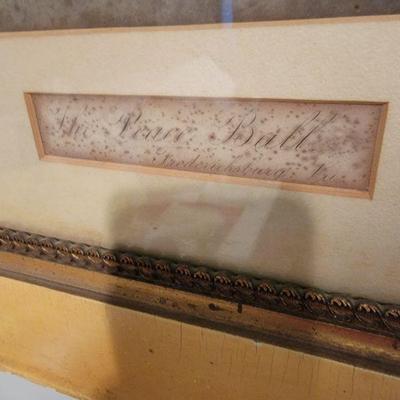 The Peace Ball
Fredericksburg, Va.